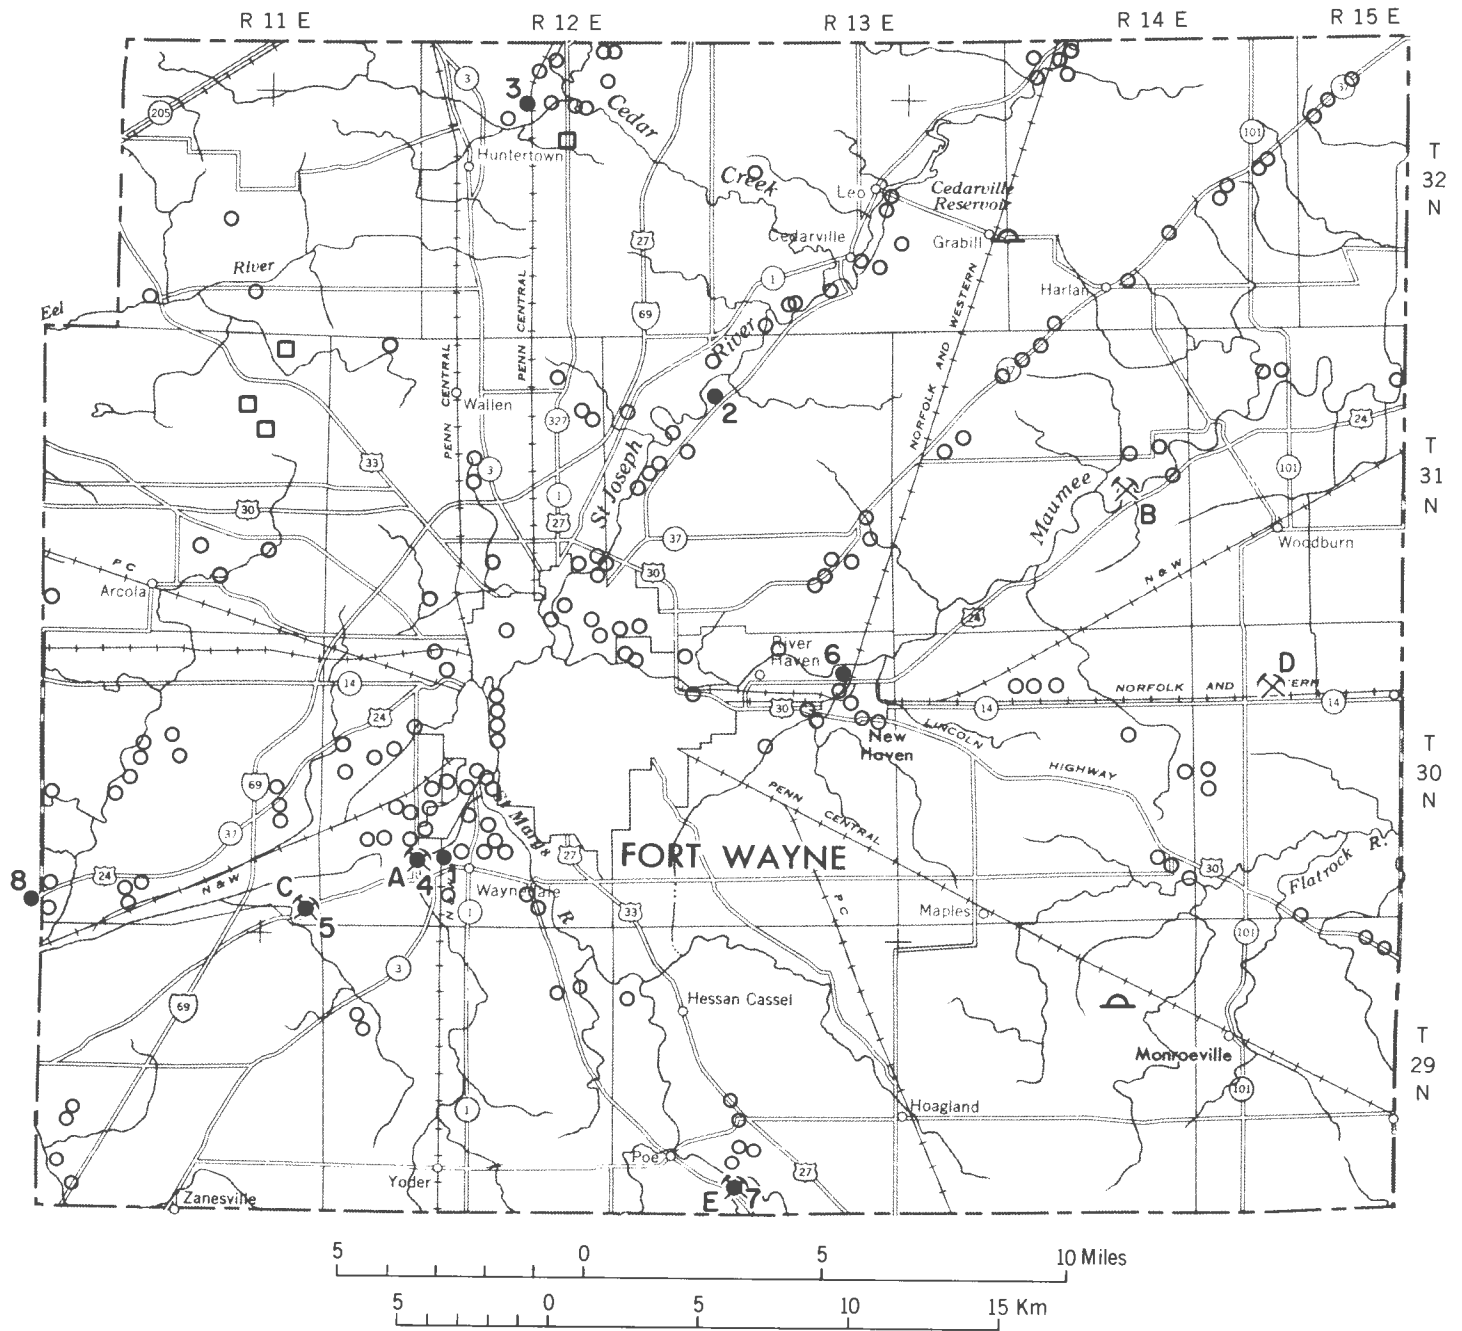 R 11 E R 12 E R 13 E R 14 E R 15 E
3
3
205
Cedar
37
101
T
32
N
Huntertown
Creek
Leo
Cedarville
Reservoir
27
Cedarville
Grabill
River
1
Harlan
Eel
69
PENN CENTRAL
PENN CENTRAL
River
NORFOLK AND WESTERN
37
Wallen
2
327
24
33
3
St Joseph
101
T
31
N
Maumee
1
B
30
27
37
Woodburn
P C
30
N & W
Arcola
24
River
Haven
6
D
14
NORFOLK AND
ERN
24
30
14
14
LINCOLN
New
Haven
HIGHWAY
T
30
N
69
PENN
CENTRAL
St Marys
37
27
FORT WAYNE
Flatrock R.
8
24
N & W
C
A
4
N & W
Waynedale
30
5
1
R
33
P C
Maples
101
3
69
Hessan Cassel
T
29
N
Monroeville
101
1
Hoagland
Poe
27
Yoder
Zanesville
E
7
5 0 5 10 Miles
5 0 5 10 15 Km